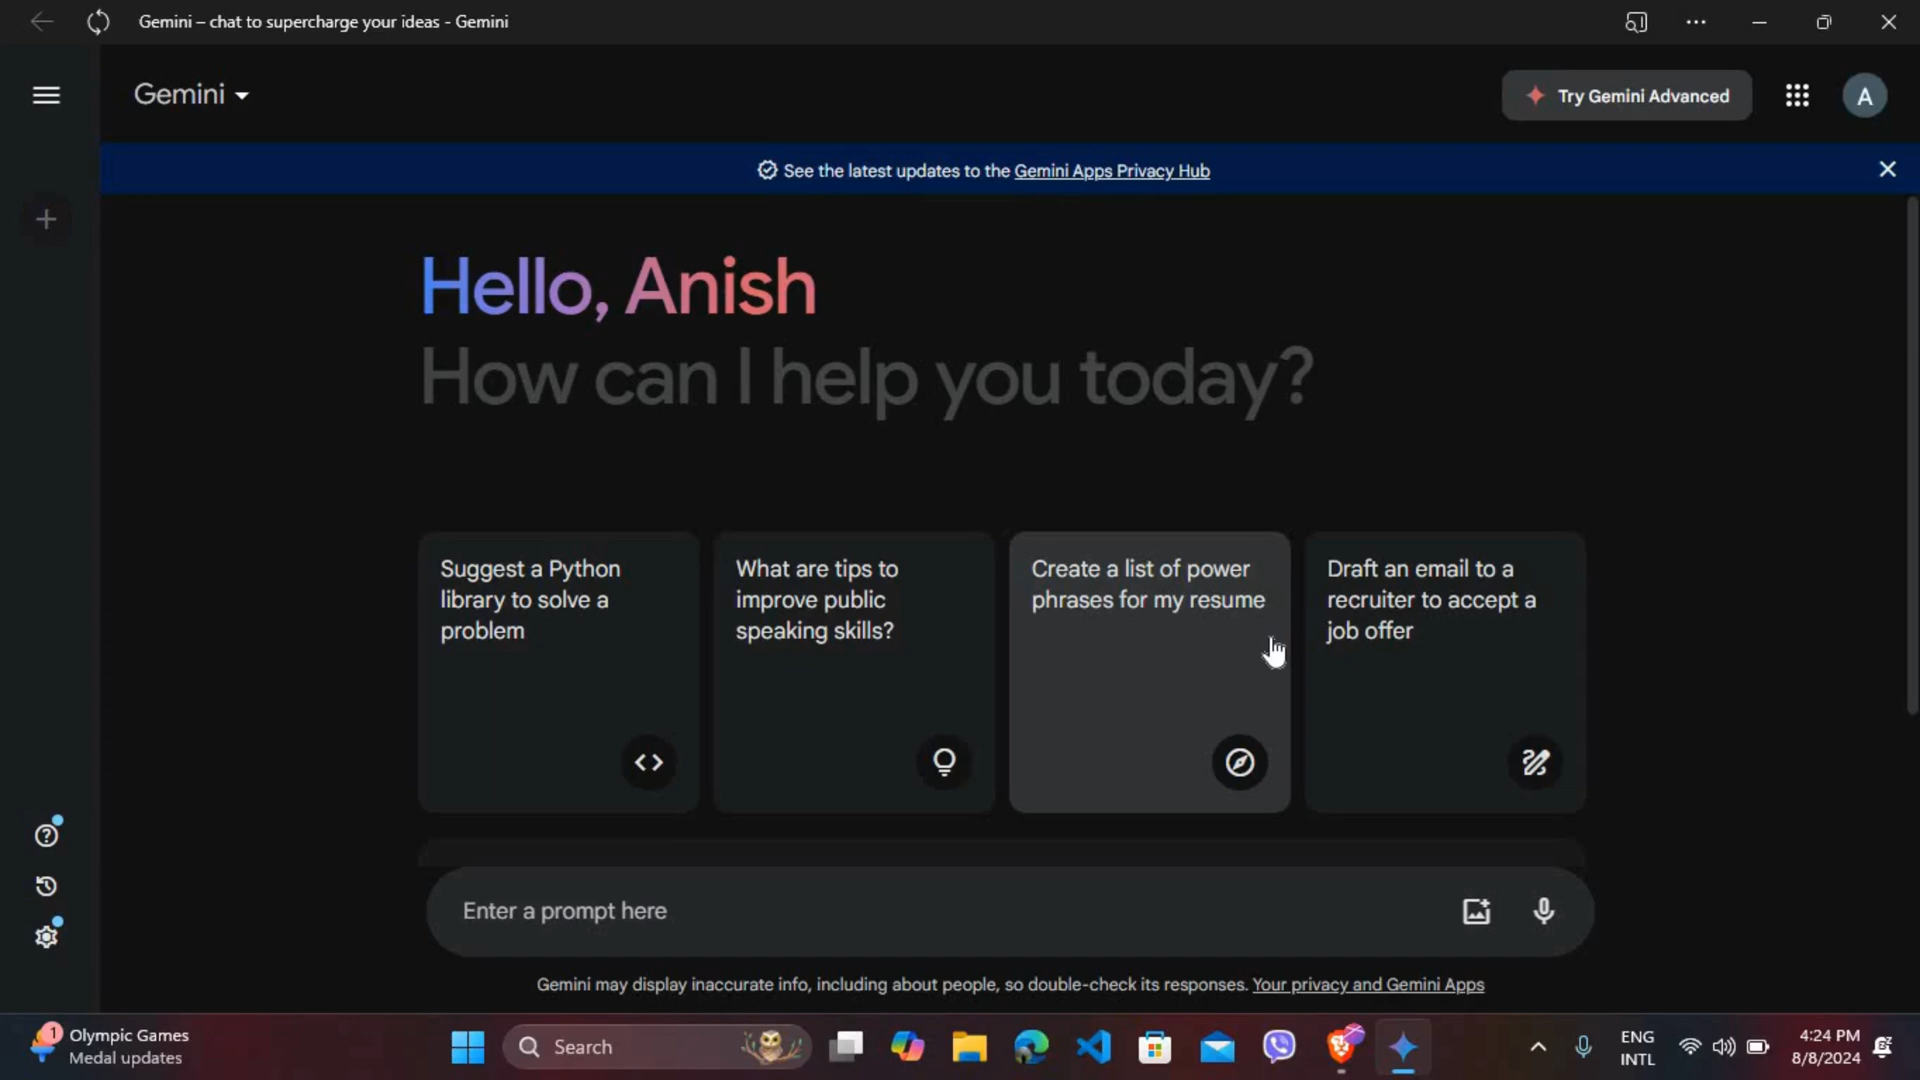 Gemini – chat to supercharge your ideas - Gemini
Gemini
Try Gemini Advanced
A
See the latest updates to the Gemini Apps Privacy Hub
Hello, Anish
How can I help you today?
Suggest a Python
library to solve a
problem
What are tips to
improve public
speaking skills?
Create a list of power
phrases for my resume
Draft an email to a
recruiter to accept a
job offer
Enter a prompt here
Gemini may display inaccurate info, including about people, so double-check its responses. Your privacy and Gemini Apps
1
Olympic Games
Medal updates
Search
ENG
INTL
4:24 PM
8/8/2024